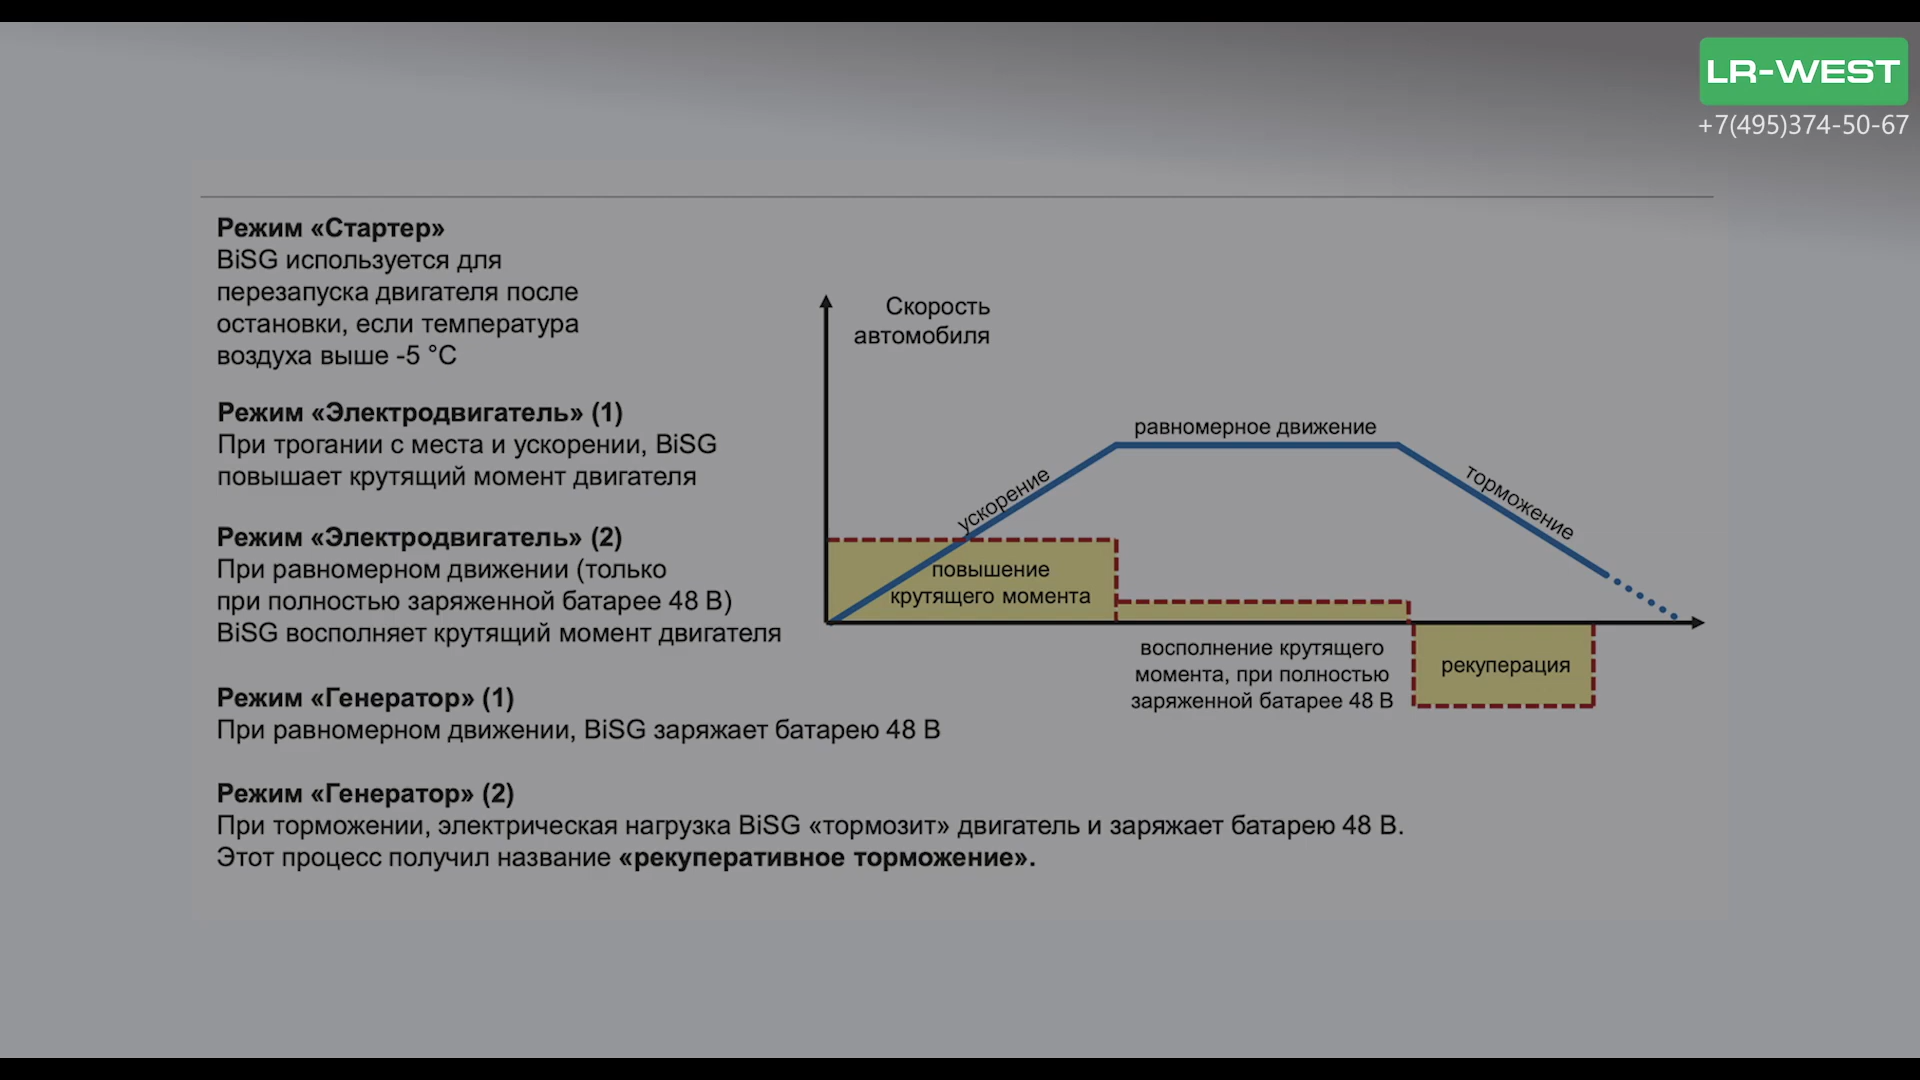 LR-WEST
+7(495)374-50-67
Режим «Стартер»
BiSG используется для
перезапуска двигателя после
остановки, если температура
воздуха выше -5 °C
Режим «Электродвигатель» (1)
При трогании с места и ускорении, BiSG
повышает крутящий момент двигателя
Режим «Электродвигатель» (2)
При равномерном движении (только
при полностью заряженной батарее 48 В)
BiSG восполняет крутящий момент двигателя
Режим «Генератор» (1)
При равномерном движении, BiSG заряжает батарею 48 В
Режим «Генератор» (2)
При торможении, электрическая нагрузка BiSG «тормозит» двигатель и заряжает батарею 48 В.
Этот процесс получил название «рекуперативное торможение».
Скорость
автомобиля
ускорение
равномерное движение
торможение
повышение
крутящего момента
восполнение крутящего
момента, при полностью
заряженной батарее 48 В
рекуперация